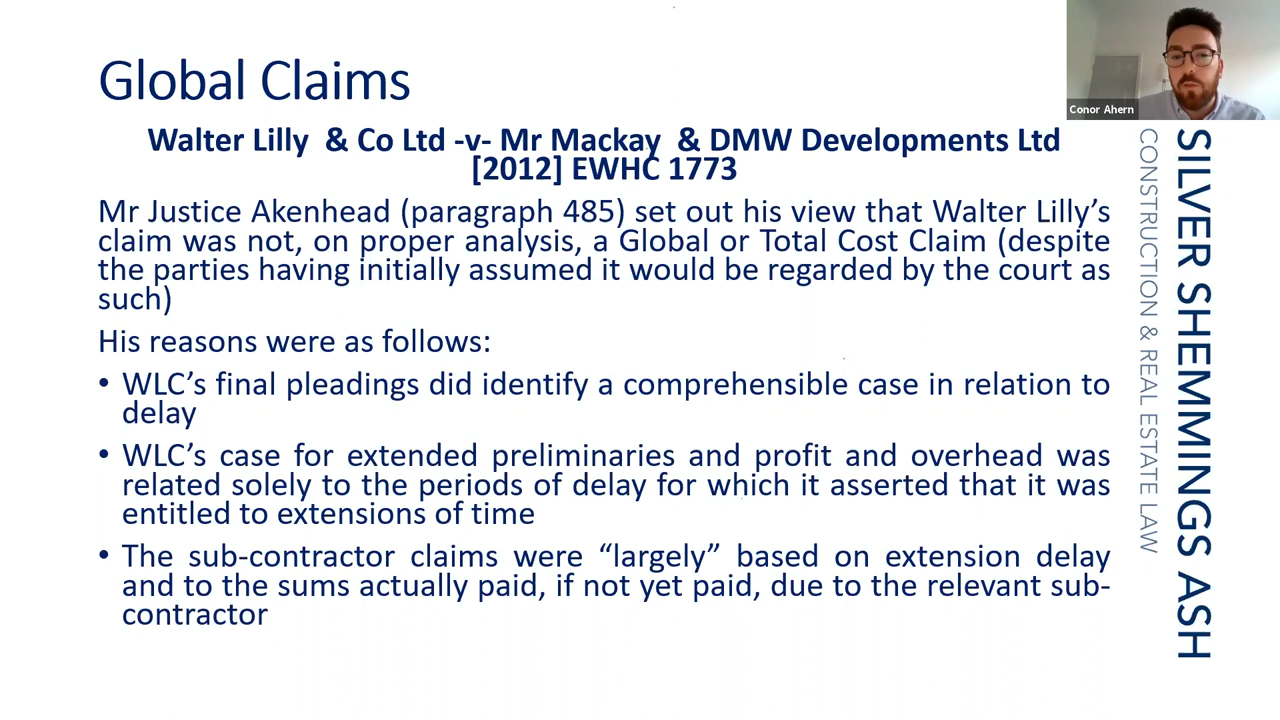 Global Claims
Conor Ahern
Walter Lilly & Co Ltd -v- Mr Mackay & DMW Developments Ltd
[2012] EWHC 1773
Mr Justice Akenhead (paragraph 485) set out his view that Walter Lilly’s
claim was not, on proper analysis, a Global or Total Cost Claim (despite
the parties having initially assumed it would be regarded by the court as
such)
His reasons were as follows:
• WLC’s final pleadings did identify a comprehensible case in relation to
delay
• WLC’s case for extended preliminaries and profit and overhead was
related solely to the periods of delay for which it asserted that it was
entitled to extensions of time
• The sub-contractor claims were “largely” based on extension delay
and to the sums actually paid, if not yet paid, due to the relevant sub-
contractor
SILVER SHEMMINGS ASH
CONSTRUCTION & REAL ESTATE LAW